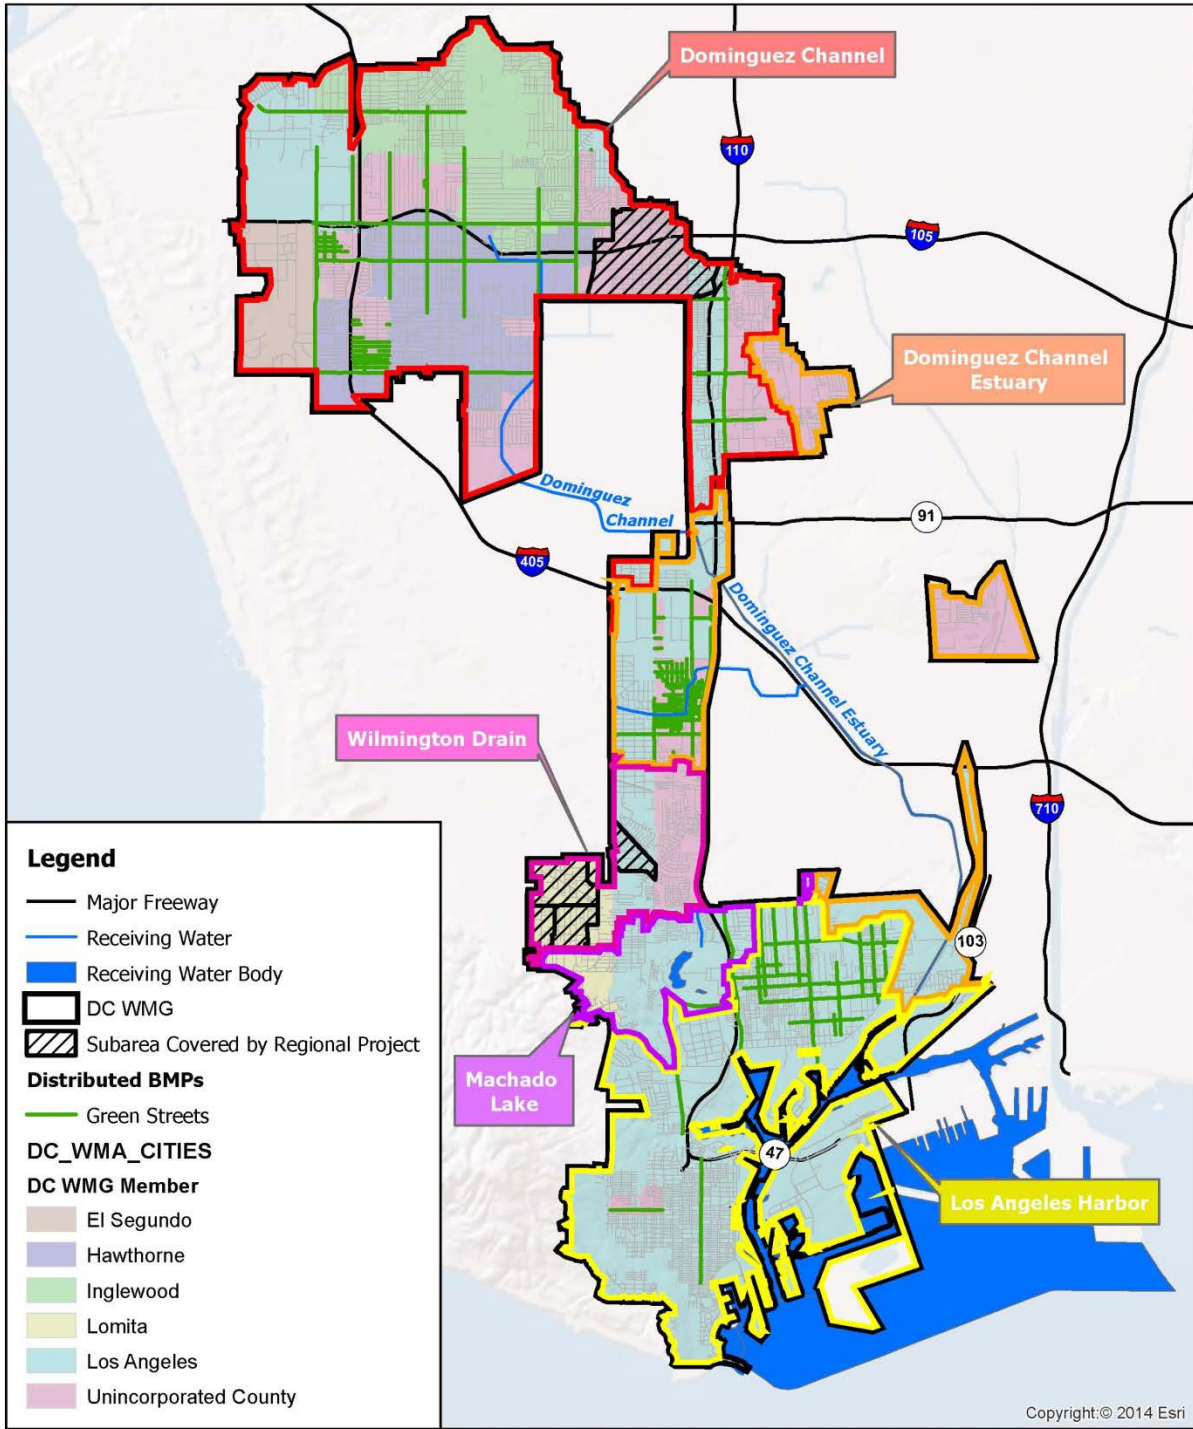 Dominguez Channel
110
105
Dominguez Channel
Estuary
Dominguez
Channel
91
405
Dominguez Channel Estuary
Wilmington Drain
710
103
Machado
Lake
47
Los Angeles Harbor
Legend
Major Freeway
Receiving Water
Receiving Water Body
DC WMG
Subarea Covered by Regional Project
Distributed BMPs
Green Streets
DC_WMA_CITIES
DC WMG Member
El Segundo
Hawthorne
Inglewood
Lomita
Los Angeles
Unincorporated County
Copyright:© 2014 Esri